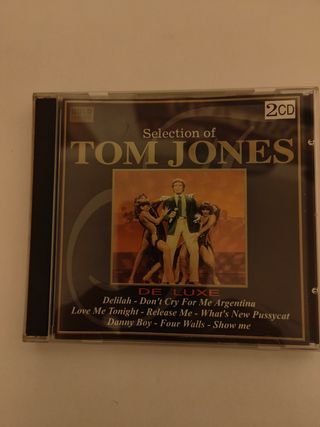 2CD
Selection of
TOM JONES
DE LUXE
Delilah - Don't Cry For Me Argentina
Love Me Tonight - Release Me - What's New Pussycat
Danny Boy - Four Walls - Show me